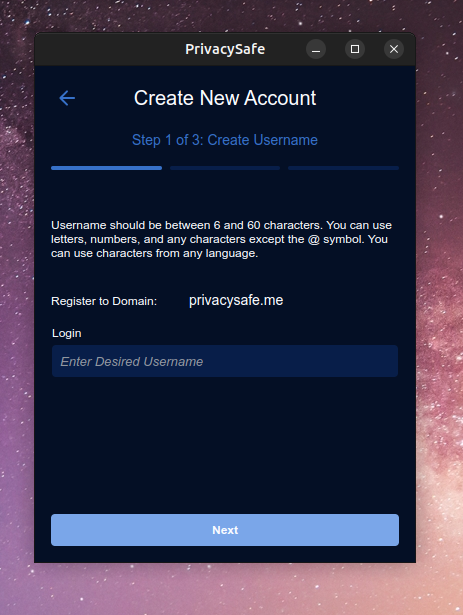 PrivacySafe
Create New Account
Step 1 of 3: Create Username
Username should be between 6 and 60 characters. You can use
letters, numbers, and any characters except the @ symbol. You
can use characters from any language.
Register to Domain: privacysafe.me
Login
Enter Desired Username
Next